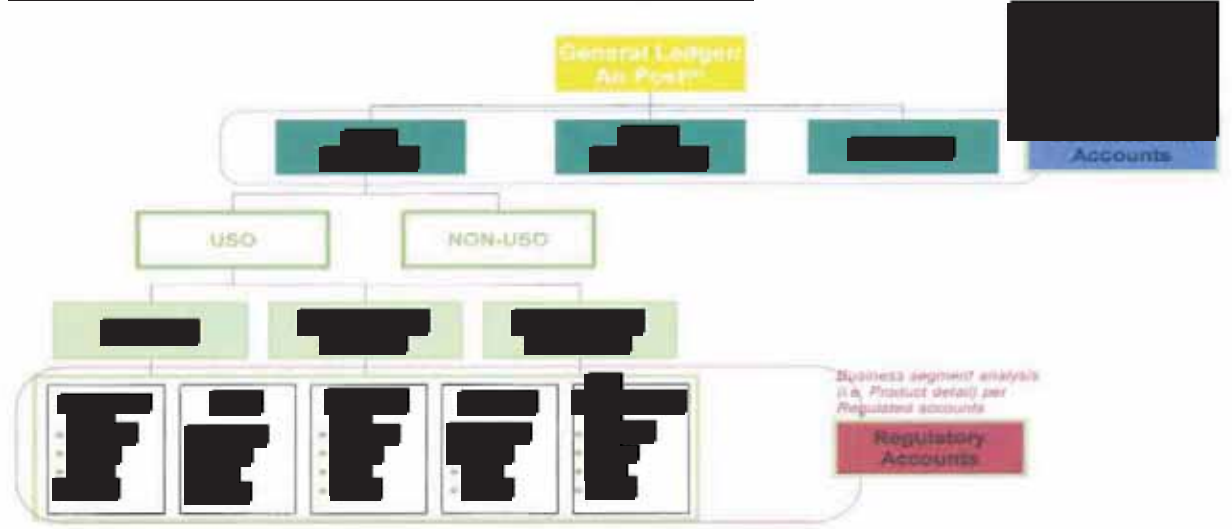 General Ledger
An Post
Accounts
USO
NON-USO
Business segment analysis
(i.e, Product detail) per
Regulated accounts
Regulatory
Accounts